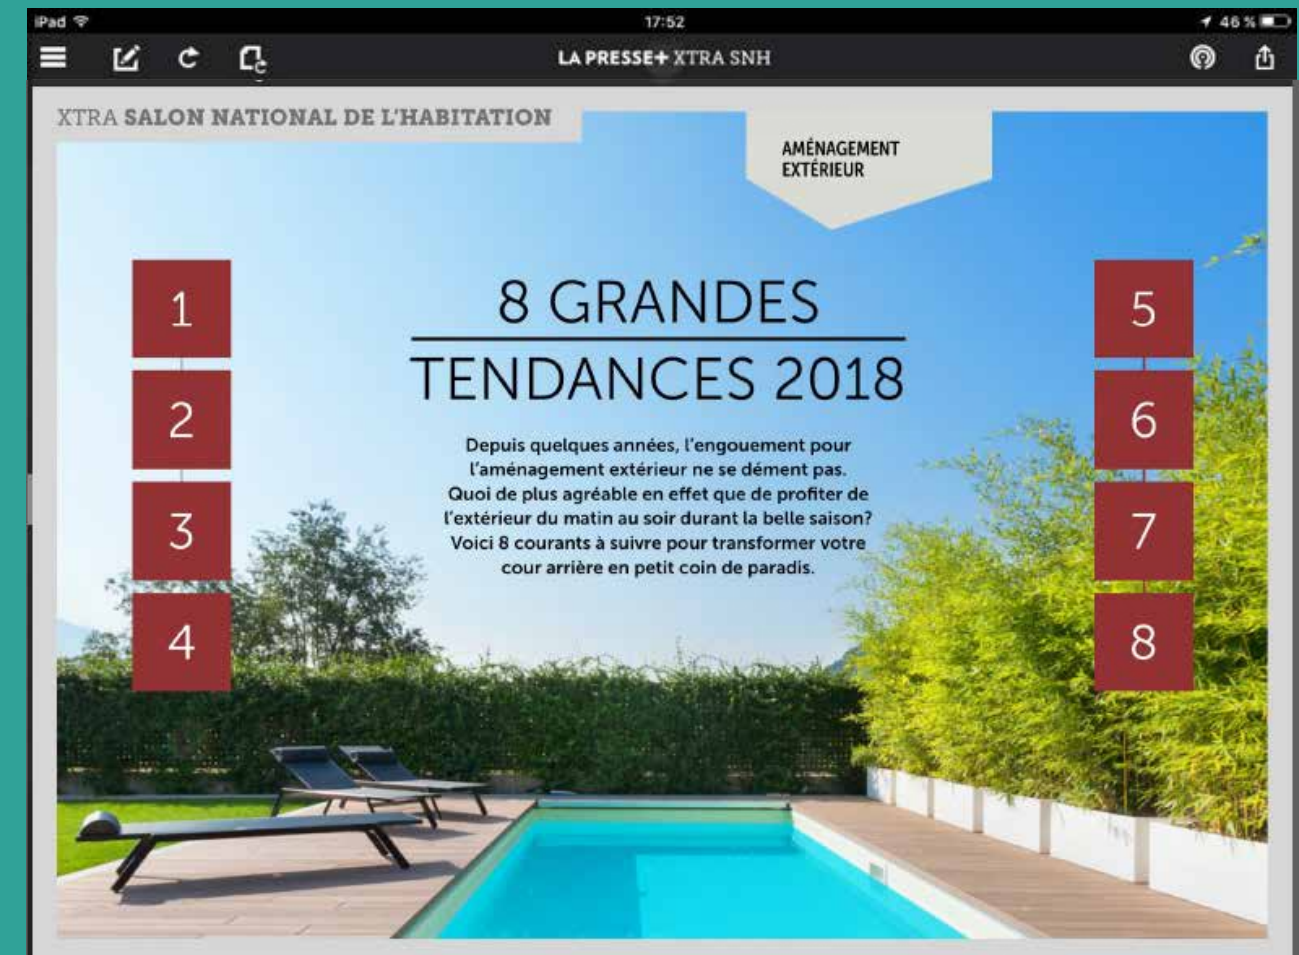 iPad 17:52 46 %
LA PRESSE+ XTRA SNH
XTRA SALON NATIONAL DE L'HABITATION
AMÉNAGEMENT
EXTÉRIEUR
8 GRANDES
TENDANCES 2018
Depuis quelques années, l'engouement pour
l'aménagement extérieur ne se dément pas.
Quoi de plus agréable en effet que de profiter de
l'extérieur du matin au soir durant la belle saison?
Voici 8 courants à suivre pour transformer votre
cour arrière en petit coin de paradis.
1
2
3
4
5
6
7
8